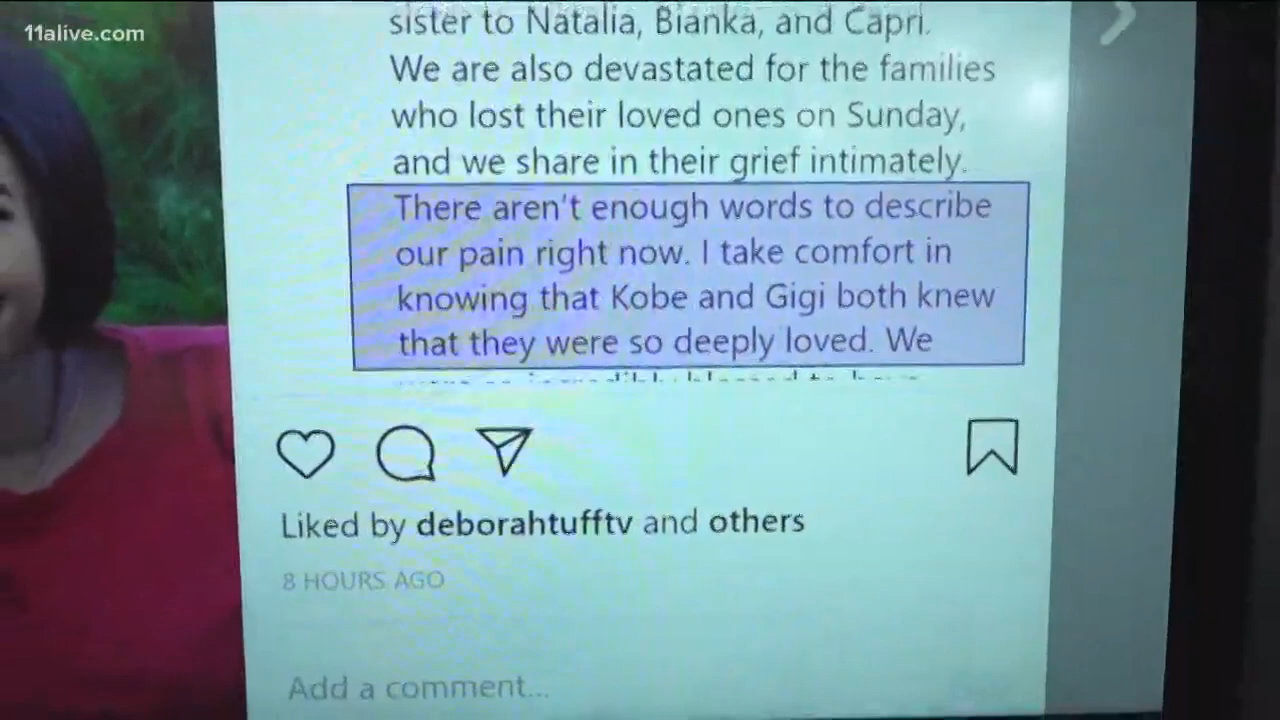 11alive.com
sister to Natalia, Bianka, and Capri.
We are also devastated for the families
who lost their loved ones on Sunday,
and we share in their grief intimately.
There aren't enough words to describe
our pain right now. I take comfort in
knowing that Kobe and Gigi both knew
that they were so deeply loved. We
Liked by deborahtufftv and others
8 HOURS AGO
Add a comment...